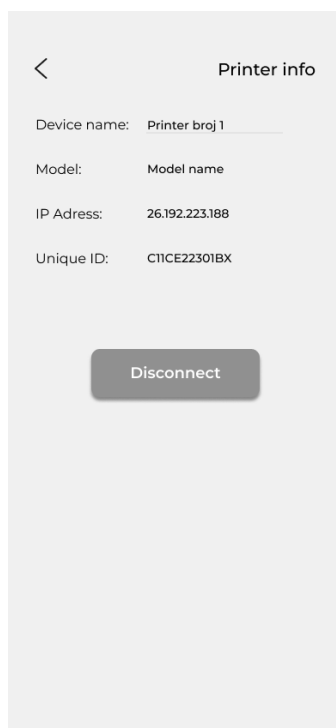 Printer info
Device name: Printer broj 1
Model: Model name
IP Adress: 26.192.223.188
Unique ID: C11CE22301BX
Disconnect